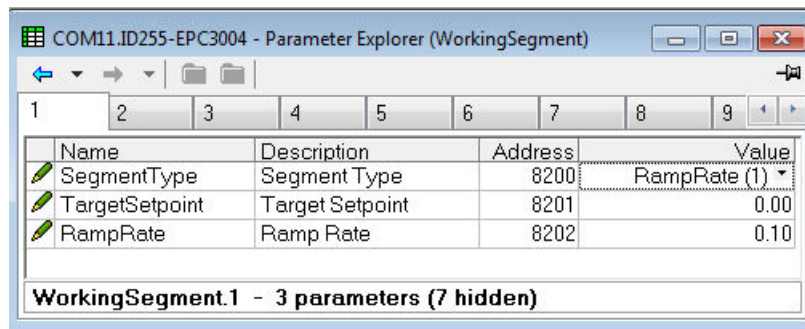 COM11.ID255-EPC3004 - Parameter Explorer (WorkingSegment)
1 2 3 4 5 6 7 8 9
Name Description Address Value
SegmentType Segment Type 8200 RampRate (1)
TargetSetpoint Target Setpoint 8201 0.00
RampRate Ramp Rate 8202 0.10
WorkingSegment.1 - 3 parameters (7 hidden)